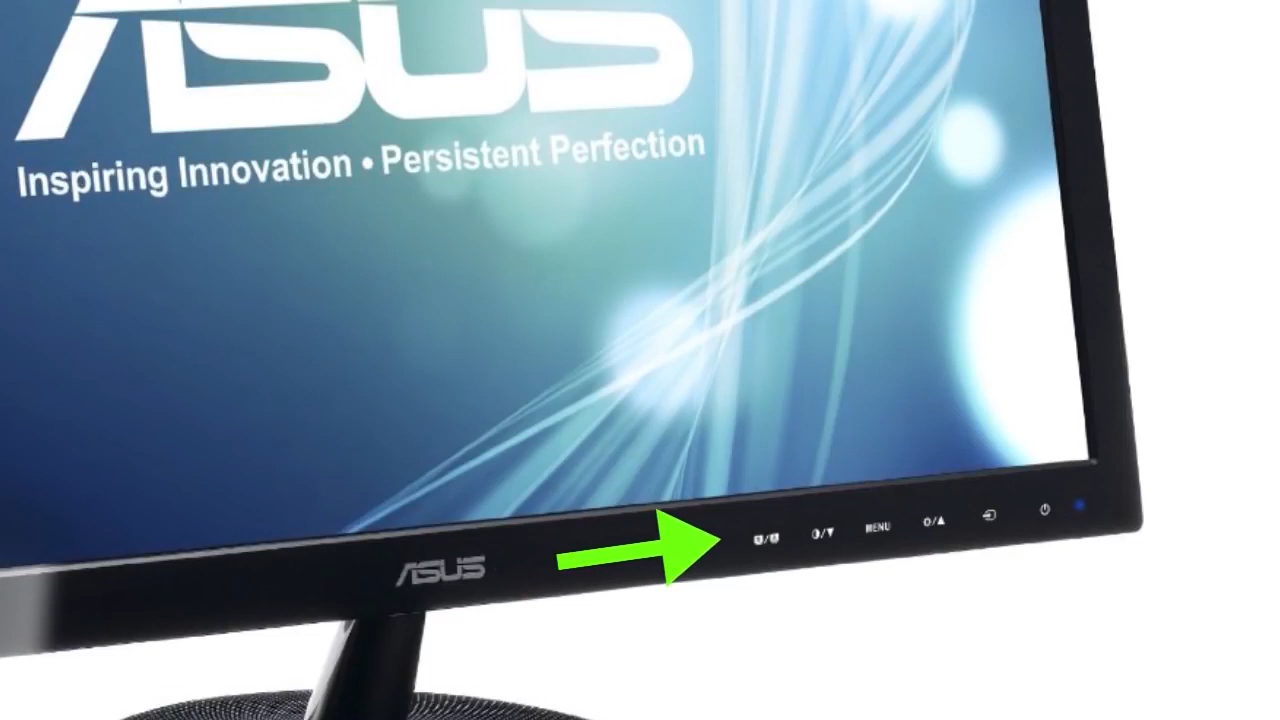 ASUS
Inspiring Innovation • Persistent Perfection
ASUS
MENU